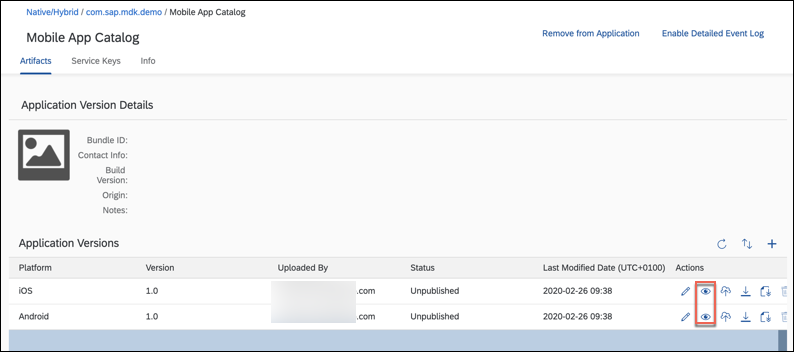 Native/Hybrid / com.sap.mdk.demo / Mobile App Catalog
Mobile App Catalog
Remove from Application Enable Detailed Event Log
Artifacts Service Keys Info
Application Version Details
Bundle ID:
Contact Info:
Build
Version:
Origin:
Notes:
Application Versions
Platform Version Uploaded By Status Last Modified Date (UTC+0100) Actions
iOS 1.0 .com Unpublished 2020-02-26 09:38
Android 1.0 .com Unpublished 2020-02-26 09:38